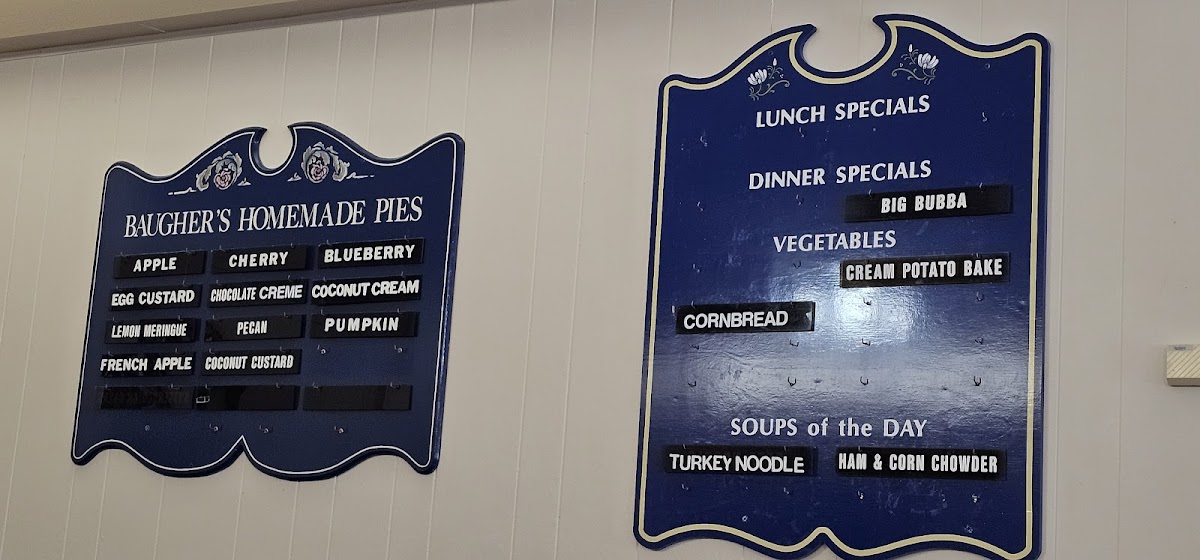 BAUGHER'S HOMEMADE PIES
APPLE CHERRY BLUEBERRY
EGG CUSTARD CHOCOLATE CREME COCONUT CREAM
LEMON MERINGUE PECAN PUMPKIN
FRENCH APPLE COCONUT CUSTARD
LUNCH SPECIALS
DINNER SPECIALS
BIG BUBBA
VEGETABLES
CREAM POTATO BAKE
CORNBREAD
SOUPS of the DAY
TURKEY NOODLE HAM & CORN CHOWDER